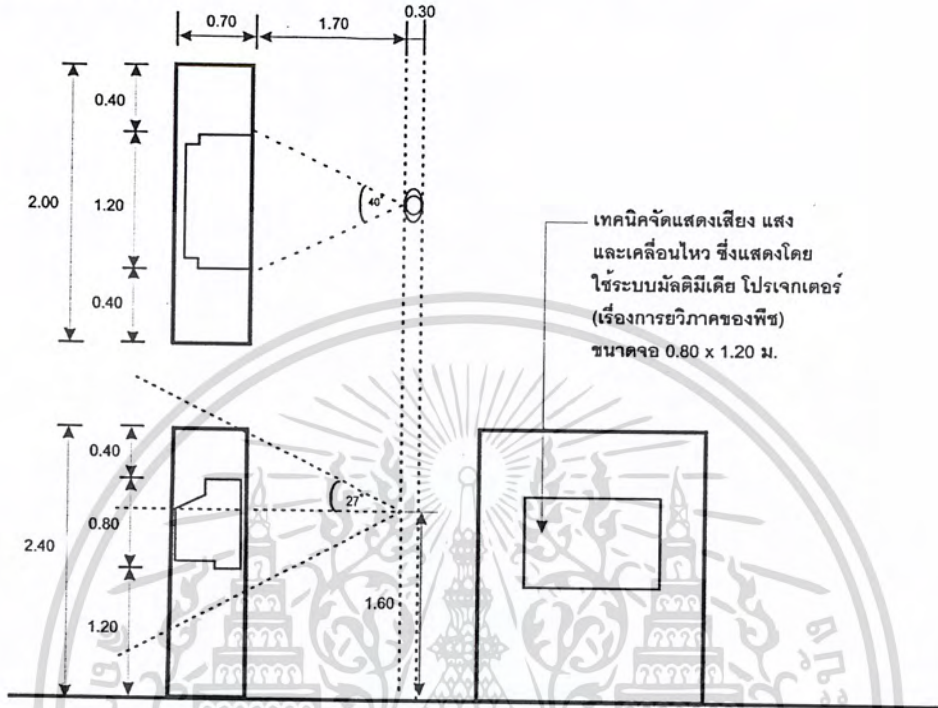 0.70
1.70
0.30
0.40
2.00
1.20
40°
0.40
เทคนิคจัดแสดงเสียง แสง
และเคลื่อนไหว ซึ่งแสดงโดย
ใช้ระบบมัลติมีเดีย โปรเจกเตอร์
(เรื่องการยวิภาคของพืช)
ขนาดจอ 0.80 x 1.20 ม.
0.40
27°
0.80
2.40
1.20
1.60